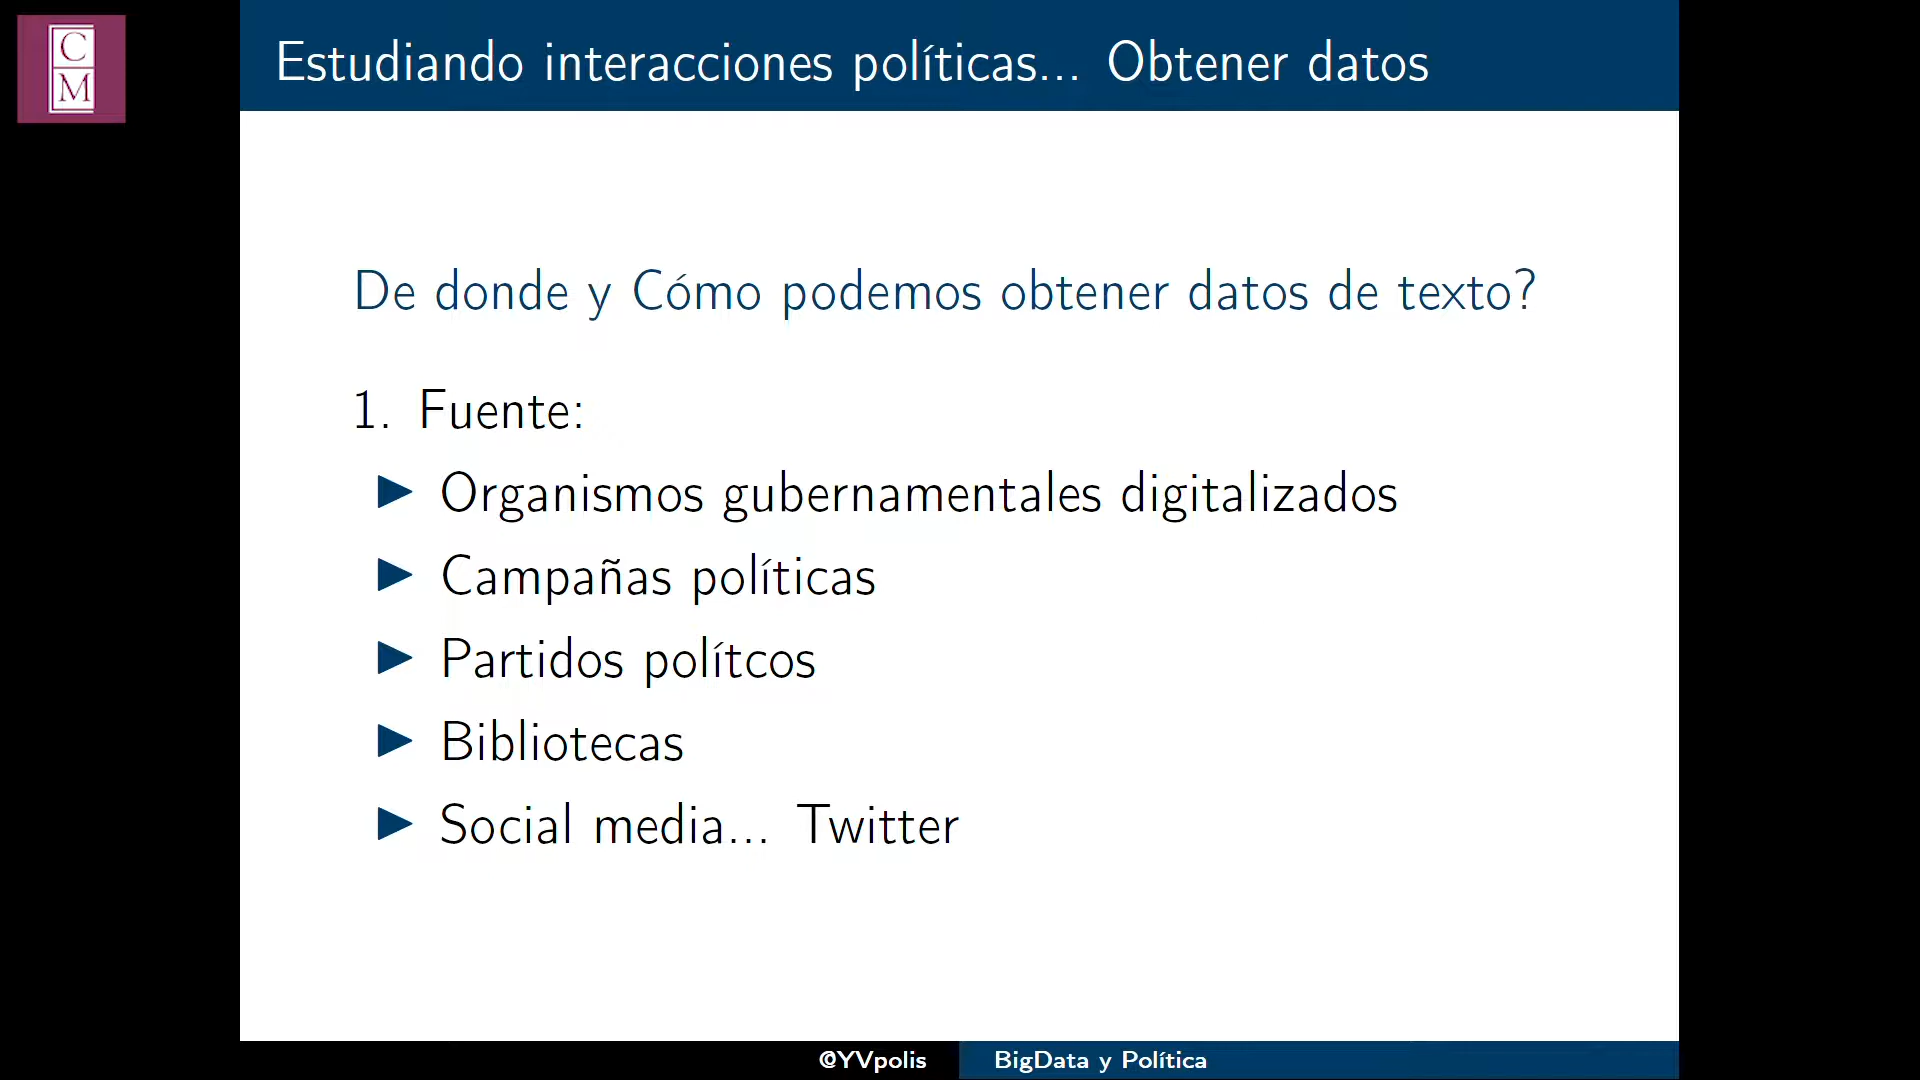 C
M
Estudiando interacciones políticas... Obtener datos
De donde y Cómo podemos obtener datos de texto?
1. Fuente:
▶ Organismos gubernamentales digitalizados
▶ Campañas políticas
▶ Partidos polítcos
▶ Bibliotecas
▶ Social media... Twitter
@YVpolis BigData y Política